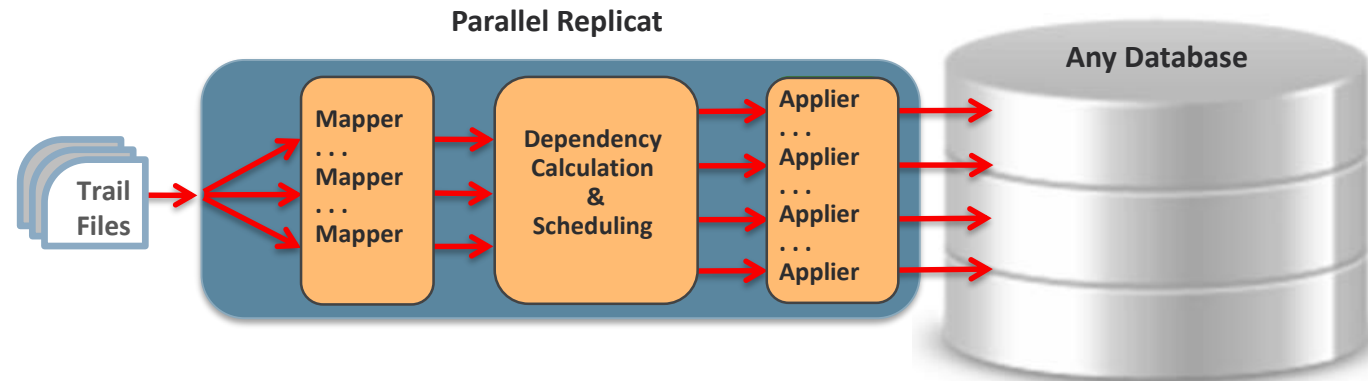 Parallel Replicat
Any Database
Trail
Files
Mapper
. . .
Mapper
. . .
Mapper
Dependency
Calculation
&
Scheduling
Applier
. . .
Applier
. . .
Applier
. . .
Applier